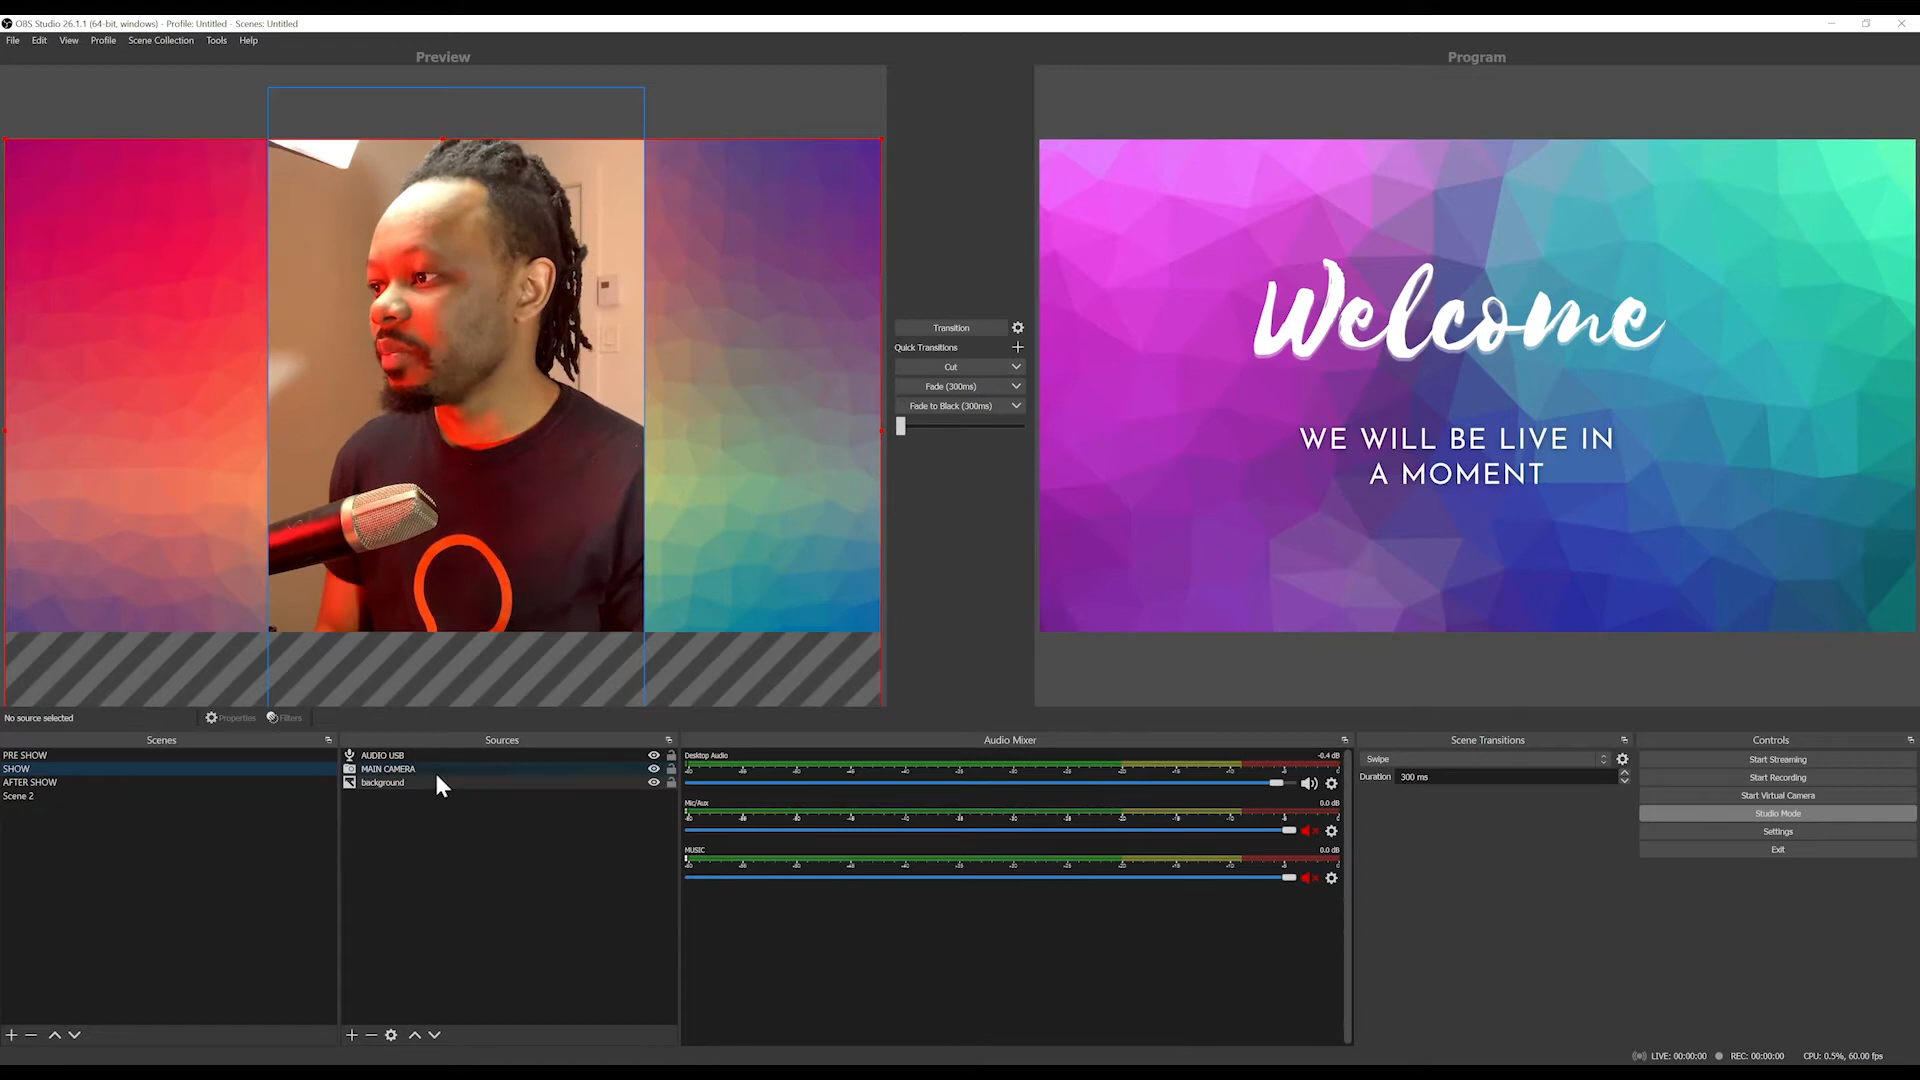 OBS Studio 26.1.1 (64-bit, windows) - Profile: Untitled - Scenes: Untitled
File Edit View Profile Scene Collection Tools Help
Preview
Program
Welcome
WE WILL BE LIVE IN
A MOMENT
Transition
Quick Transitions
Cut
Fade (300ms)
Fade to Black (300ms)
No source selected
Properties
Filters
Scenes
PRE SHOW
SHOW
AFTER SHOW
Scene 2
Sources
AUDIO USB
MAIN CAMERA
background
Audio Mixer
Desktop Audio
-0.4 dB
Mic/Aux
0.0 dB
MUSIC
0.0 dB
Scene Transitions
Swipe
Duration 300 ms
Controls
Start Streaming
Start Recording
Start Virtual Camera
Studio Mode
Settings
Exit
LIVE: 00:00:00 REC: 00:00:00 CPU: 0.5%, 60.00 fps